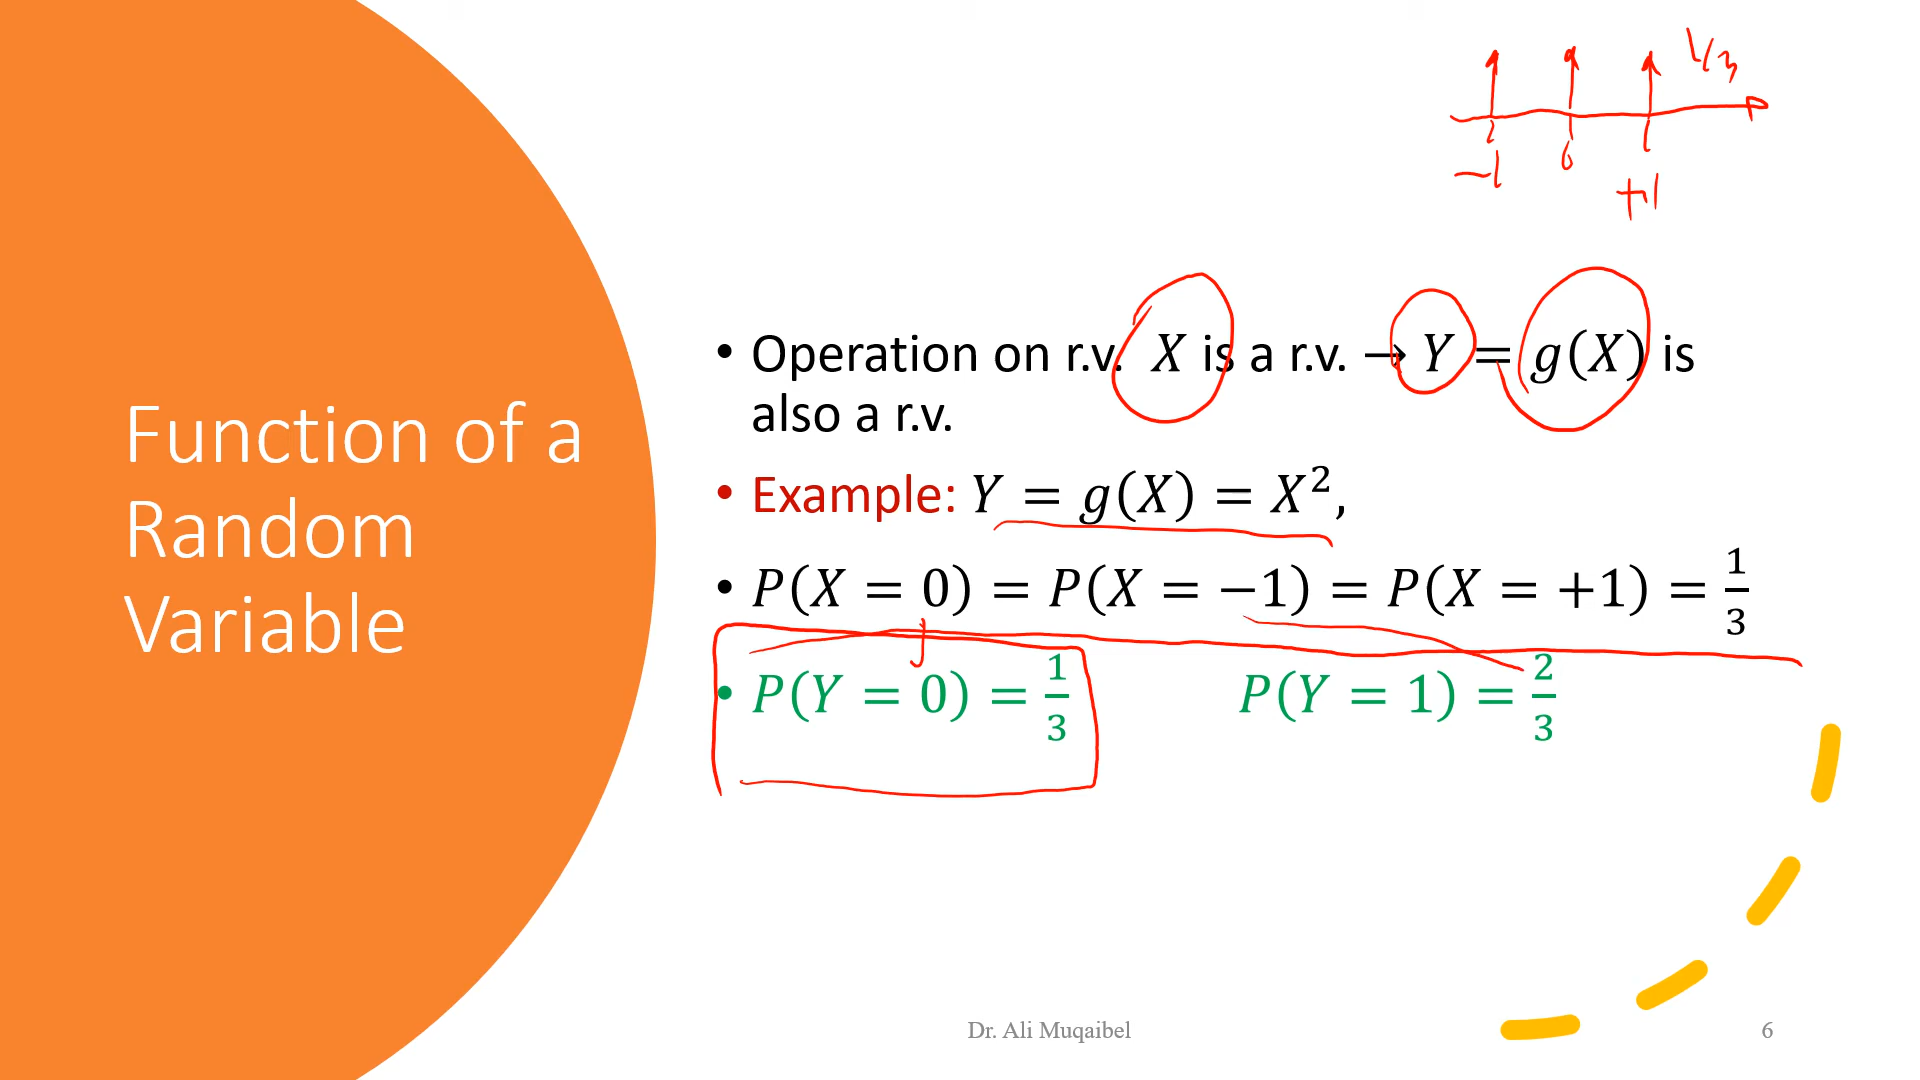 1/3
-1 0 +1
Function of a
Random
Variable
• Operation on r.v. X is a r.v. → Y = g(X) is
also a r.v.
• Example: Y = g(X) = X²,
• P(X = 0) = P(X = −1) = P(X = +1) = 1/3
• P(Y = 0) = 1/3 P(Y = 1) = 2/3
Dr. Ali Muqaibel
6